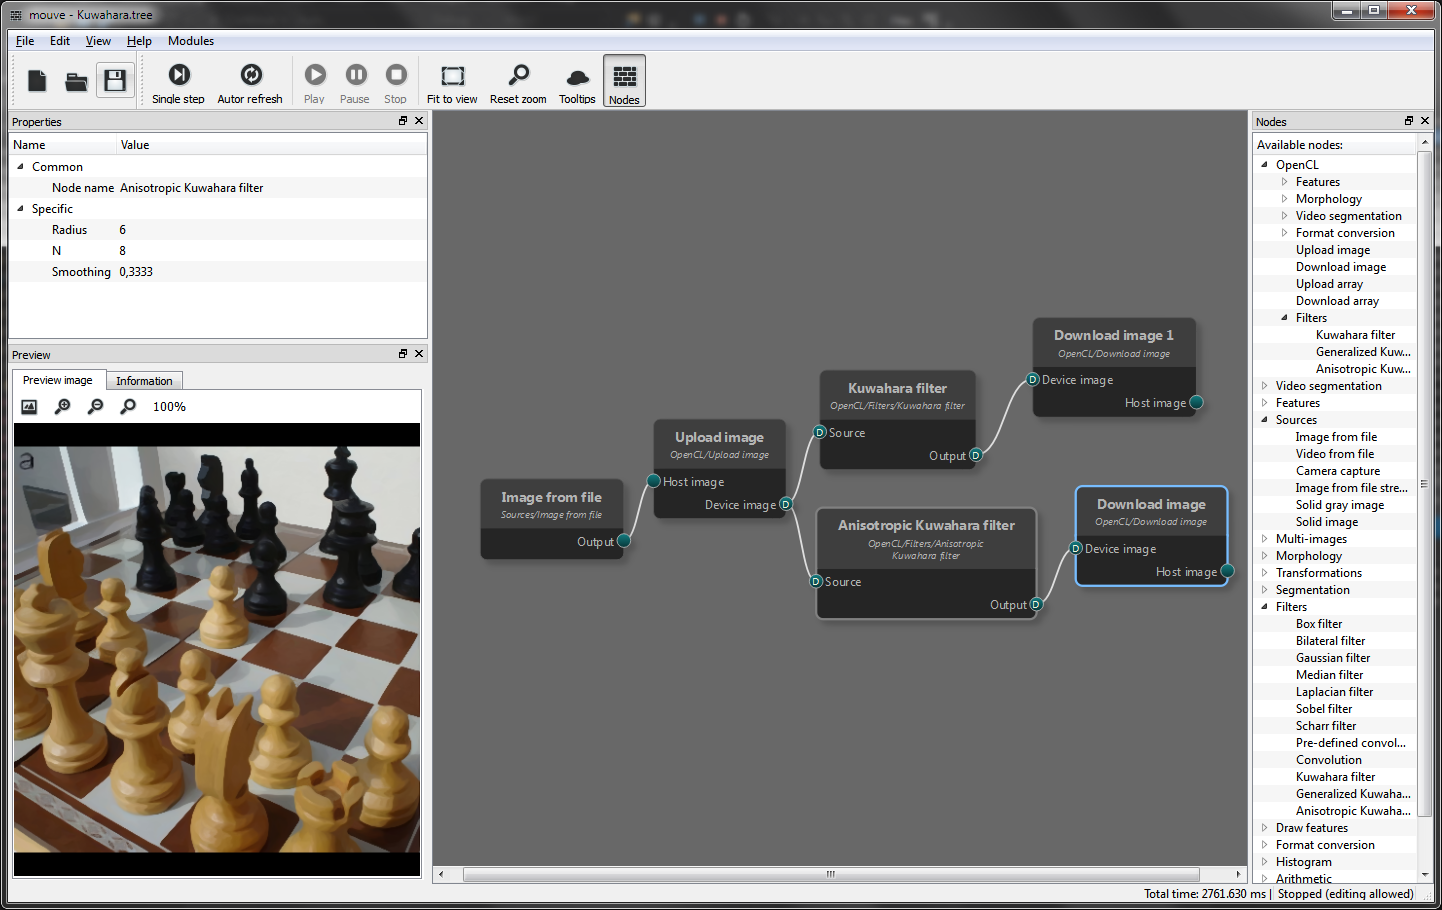 mouve - Kuwahara.tree
File Edit View Help Modules
Single step Autor refresh Play Pause Stop Fit to view Reset zoom Tooltips Nodes
Properties
Name Value
Common
Node name Anisotropic Kuwahara filter
Specific
Radius 6
N 8
Smoothing 0,3333
Preview
Preview image Information
100%
a
Image from file
Sources/Image from file
Output
Upload image
OpenCL/Upload image
Host image
Device image D
Kuwahara filter
OpenCL/Filters/Kuwahara filter
D Source
Output D
Download image 1
OpenCL/Download image
D Device image
Host image
Anisotropic Kuwahara filter
OpenCL/Filters/Anisotropic
Kuwahara filter
D Source
Output D
Download image
OpenCL/Download image
D Device image
Host image
Nodes
Available nodes:
OpenCL
Features
Morphology
Video segmentation
Format conversion
Upload image
Download image
Upload array
Download array
Filters
Kuwahara filter
Generalized Kuw...
Anisotropic Kuw...
Video segmentation
Features
Sources
Image from file
Video from file
Camera capture
Image from file stre...
Solid gray image
Solid image
Multi-images
Morphology
Transformations
Segmentation
Filters
Box filter
Bilateral filter
Gaussian filter
Median filter
Laplacian filter
Sobel filter
Scharr filter
Pre-defined convol...
Convolution
Kuwahara filter
Generalized Kuwaha...
Anisotropic Kuwaha...
Draw features
Format conversion
Histogram
Arithmetic
Total time: 2761.630 ms | Stopped (editing allowed)